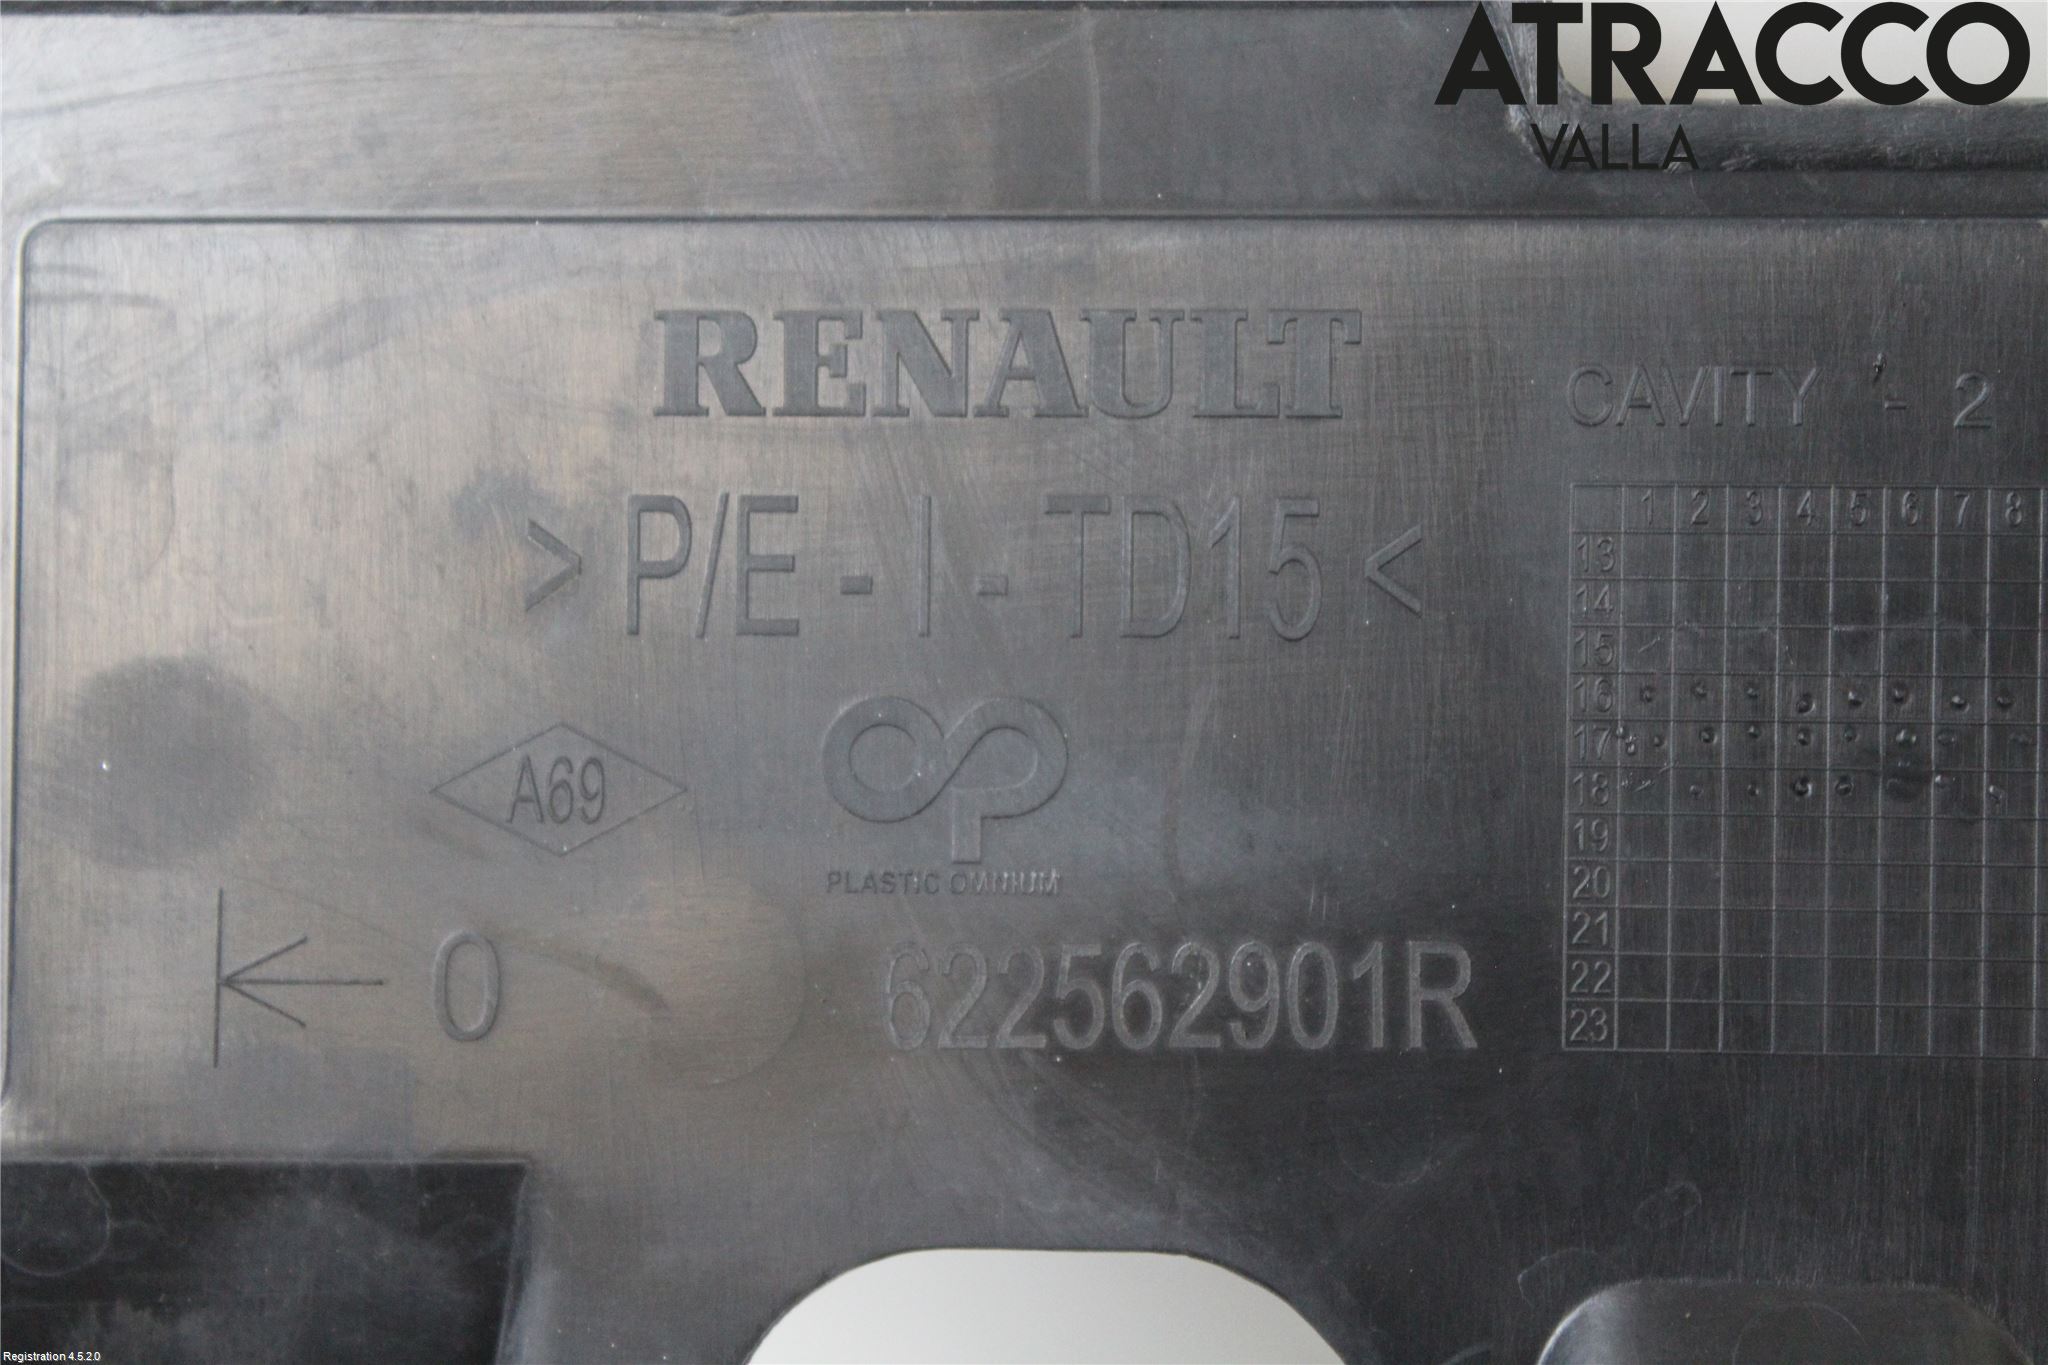 ATRACCO
VALLA
RENAULT
CAVITY - 2
> P/E - I - TD15 <
1 2 3 4 5 6 7 8
13
14
15
16
17
18
19
20
21
22
23
A69
PLASTIC OMNIUM
0
622562901R
Registration 4.5.2.0